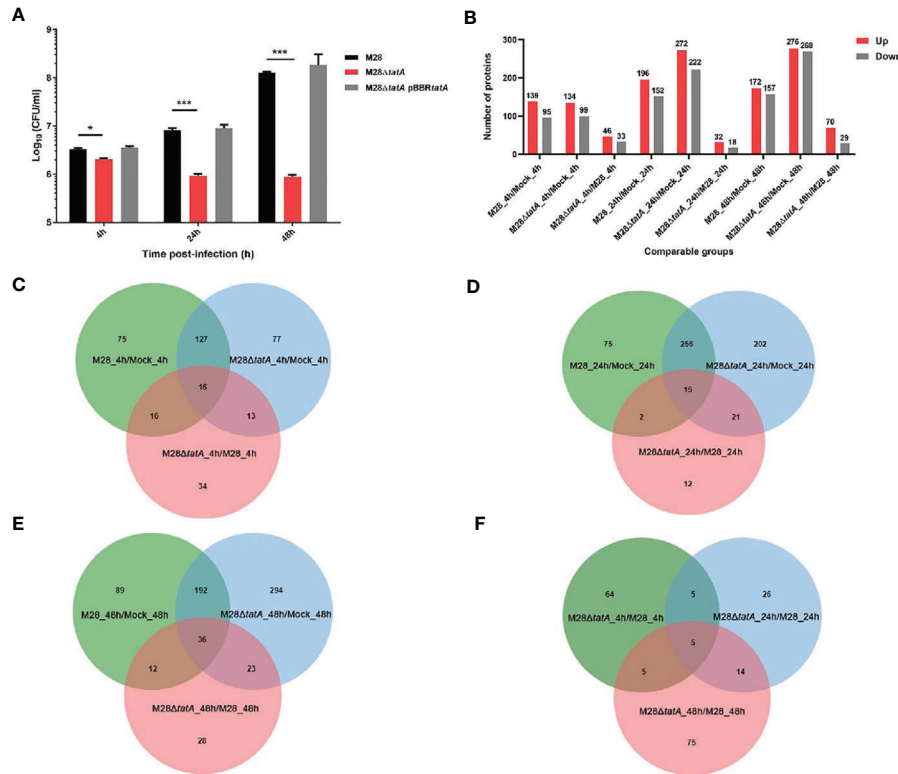 A
Log10 (CFU/ml)
9
8
7
6
5
*
***
***
4h
24h
48h
Time post-infection (h)
M28
M28ΔtatA
M28ΔtatA pBBRtatA
B
Number of proteins
300
200
100
0
139
95
134
99
46
33
196
152
272
222
32
18
172
157
276
269
70
29
M28_4h/Mock_4h
M28ΔtatA_4h/Mock_4h
M28ΔtatA_4h/M28_4h
M28_24h/Mock_24h
M28ΔtatA_24h/Mock_24h
M28ΔtatA_24h/M28_24h
M28_48h/Mock_48h
M28ΔtatA_48h/Mock_48h
M28ΔtatA_48h/M28_48h
Comparable groups
Up
Down
C
75
127
77
M28_4h/Mock_4h
M28ΔtatA_4h/Mock_4h
16
16
13
M28ΔtatA_4h/M28_4h
34
D
75
256
202
M28_24h/Mock_24h
M28ΔtatA_24h/Mock_24h
15
2
21
M28ΔtatA_24h/M28_24h
12
E
89
192
294
M28_48h/Mock_48h
M28ΔtatA_48h/Mock_48h
36
12
23
M28ΔtatA_48h/M28_48h
28
F
64
5
26
M28ΔtatA_4h/M28_4h
M28ΔtatA_24h/M28_24h
5
5
14
M28ΔtatA_48h/M28_48h
75